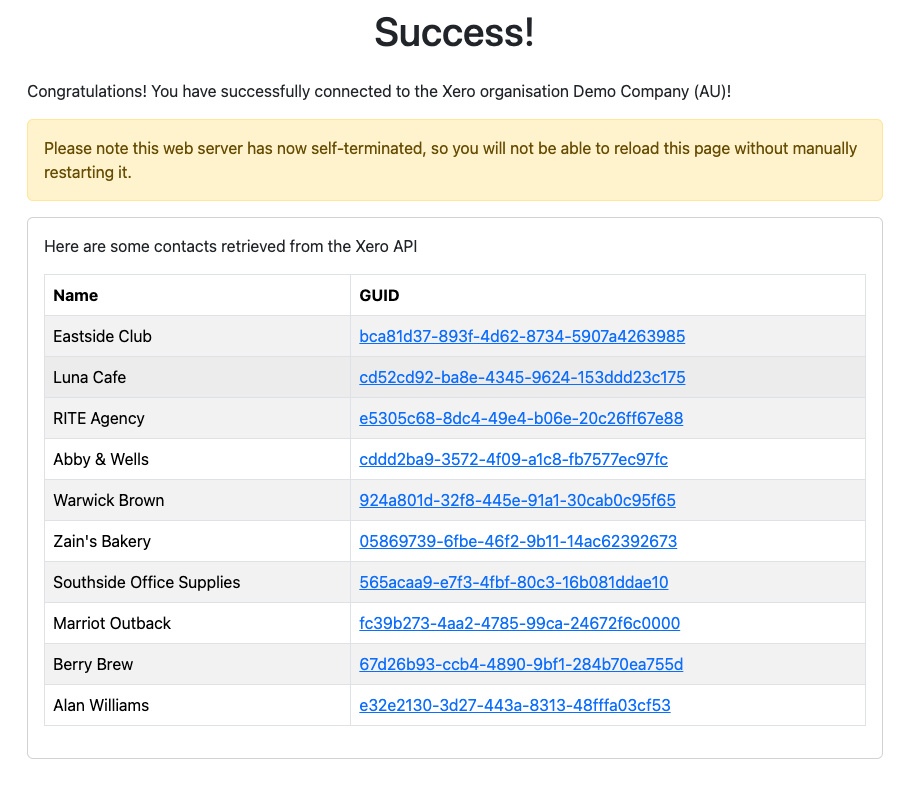 Success!
Congratulations! You have successfully connected to the Xero organisation Demo Company (AU)!
Please note this web server has now self-terminated, so you will not be able to reload this page without manually
restarting it.
Here are some contacts retrieved from the Xero API
Name GUID
Eastside Club bca81d37-893f-4d62-8734-5907a4263985
Luna Cafe cd52cd92-ba8e-4345-9624-153ddd23c175
RITE Agency e5305c68-8dc4-49e4-b06e-20c26ff67e88
Abby & Wells cddd2ba9-3572-4f09-a1c8-fb7577ec97fc
Warwick Brown 924a801d-32f8-445e-91a1-30cab0c95f65
Zain's Bakery 05869739-6fbe-46f2-9b11-14ac62392673
Southside Office Supplies 565acaa9-e7f3-4fbf-80c3-16b081ddae10
Marriot Outback fc39b273-4aa2-4785-99ca-24672f6c0000
Berry Brew 67d26b93-ccb4-4890-9bf1-284b70ea755d
Alan Williams e32e2130-3d27-443a-8313-48fffa03cf53